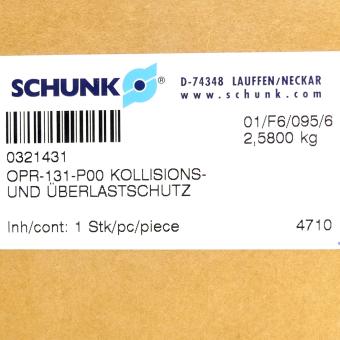 SCHUNK ®
D-74348 LAUFFEN/NECKAR
www.schunk.com
01/F6/095/6
2,5800 kg
0321431
OPR-131-P00 KOLLISIONS-
UND ÜBERLASTSCHUTZ
Inh/cont: 1 Stk/pc/piece 4710